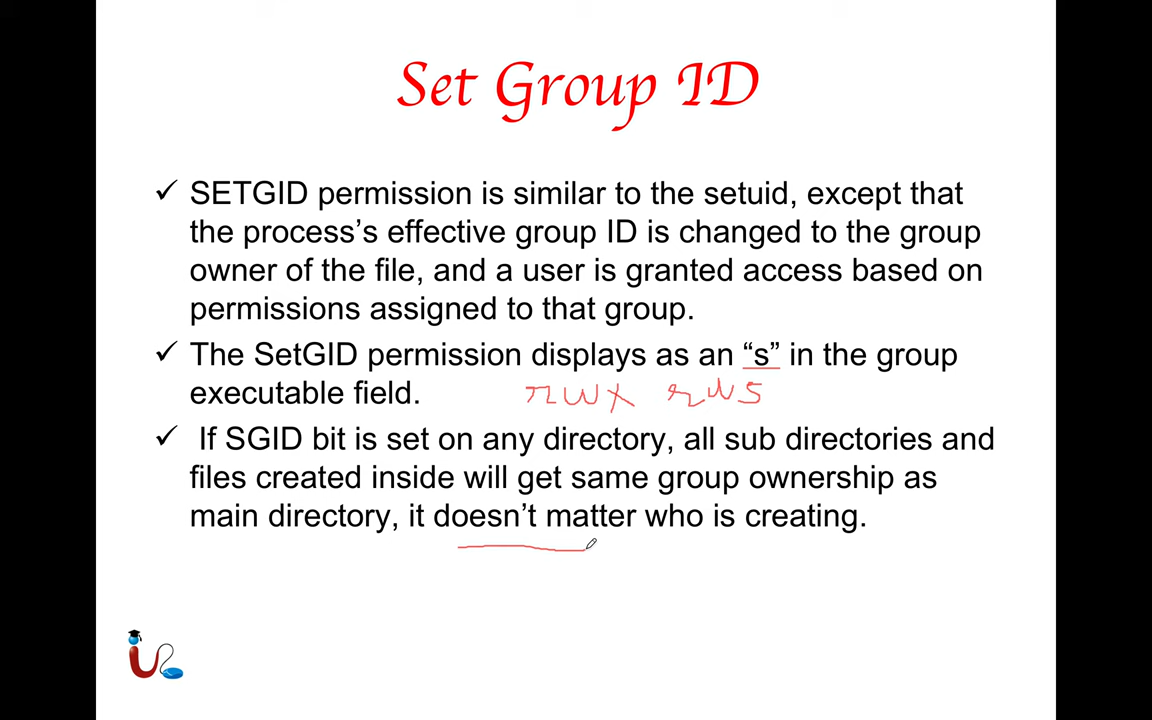 Set Group ID
✓ SETGID permission is similar to the setuid, except that
the process's effective group ID is changed to the group
owner of the file, and a user is granted access based on
permissions assigned to that group.
✓ The SetGID permission displays as an “s” in the group
executable field. rwx rws
✓ If SGID bit is set on any directory, all sub directories and
files created inside will get same group ownership as
main directory, it doesn't matter who is creating.